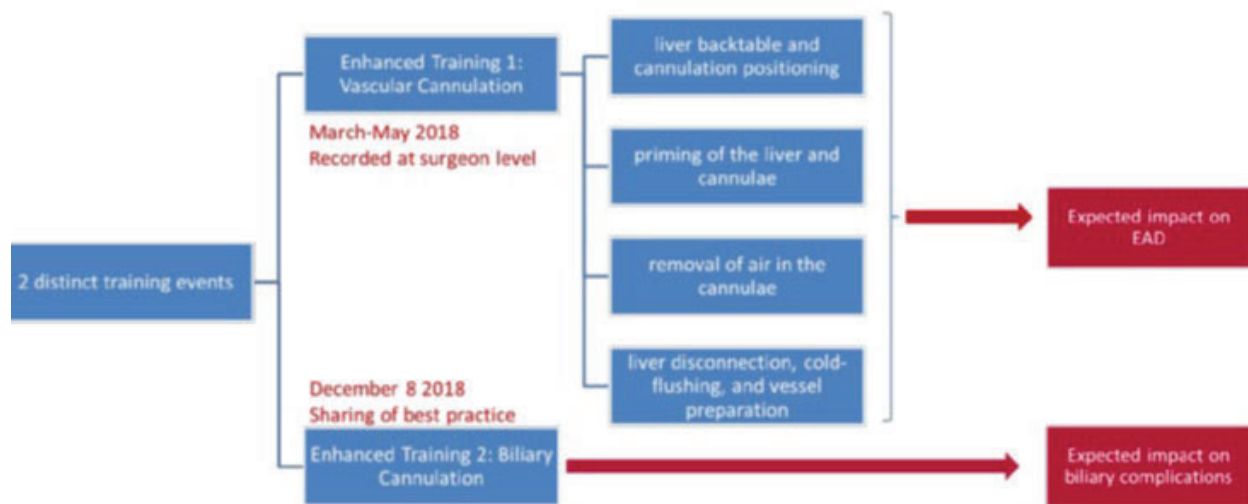 2 distinct training events
Enhanced Training 1:
Vascular Cannulation
March-May 2018
Recorded at surgeon level
liver backtable and
cannulation positioning
priming of the liver and
cannulae
removal of air in the
cannulae
liver disconnection, cold-
flushing, and vessel
preparation
Expected impact on
EAD
December 8 2018
Sharing of best practice
Enhanced Training 2: Biliary
Cannulation
Expected impact on
biliary complications